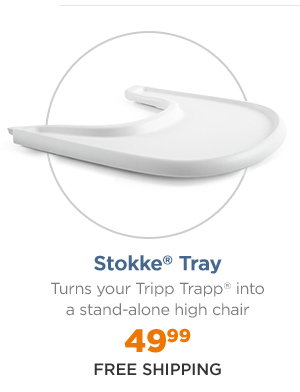 Stokke® Tray
Turns your Tripp Trapp® into
a stand-alone high chair
49⁹⁹
FREE SHIPPING